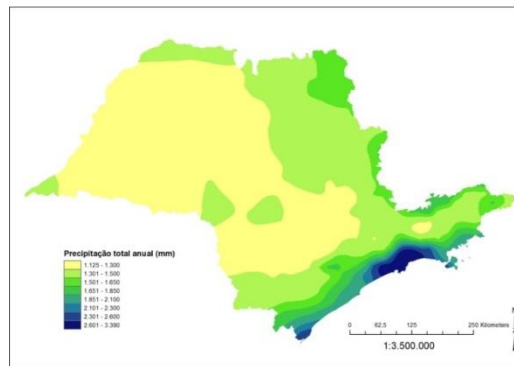 Precipitação total anual (mm)
1.125 - 1.300
1.301 - 1.500
1.501 - 1.650
1.651 - 1.850
1.851 - 2.100
2.101 - 2.300
2.301 - 2.600
2.601 - 3.390
0 62,5 125 250 Kilometers
1:3.500.000